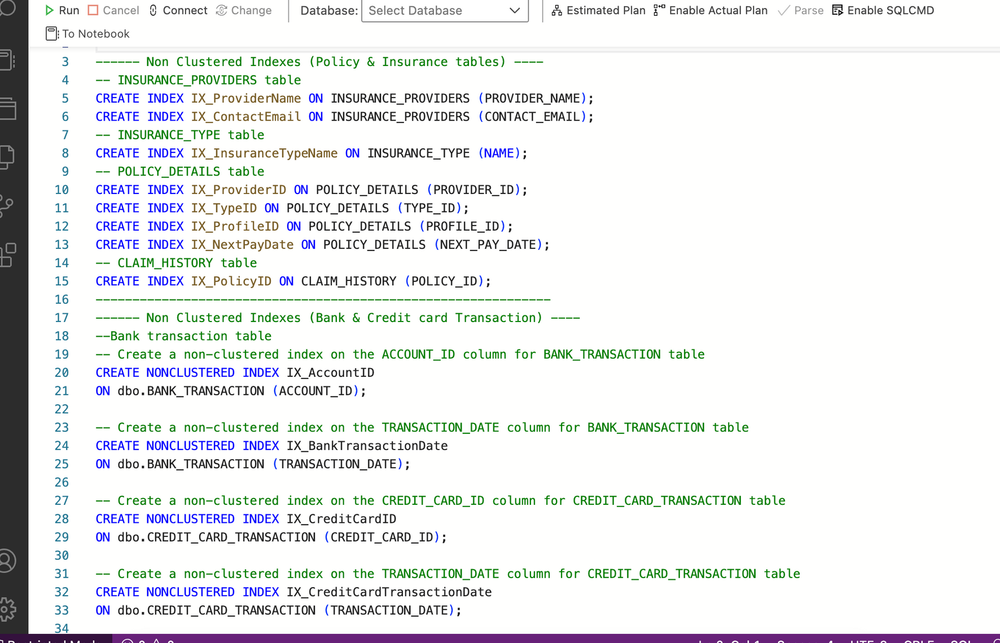 Run Cancel Connect Change Database: Select Database Estimated Plan Enable Actual Plan Parse Enable SQLCMD
To Notebook
3 ------ Non Clustered Indexes (Policy & Insurance tables) ----
4 -- INSURANCE_PROVIDERS table
5 CREATE INDEX IX_ProviderName ON INSURANCE_PROVIDERS (PROVIDER_NAME);
6 CREATE INDEX IX_ContactEmail ON INSURANCE_PROVIDERS (CONTACT_EMAIL);
7 -- INSURANCE_TYPE table
8 CREATE INDEX IX_InsuranceTypeName ON INSURANCE_TYPE (NAME);
9 -- POLICY_DETAILS table
10 CREATE INDEX IX_ProviderID ON POLICY_DETAILS (PROVIDER_ID);
11 CREATE INDEX IX_TypeID ON POLICY_DETAILS (TYPE_ID);
12 CREATE INDEX IX_ProfileID ON POLICY_DETAILS (PROFILE_ID);
13 CREATE INDEX IX_NextPayDate ON POLICY_DETAILS (NEXT_PAY_DATE);
14 -- CLAIM_HISTORY table
15 CREATE INDEX IX_PolicyID ON CLAIM_HISTORY (POLICY_ID);
16 --------------------------------------------------------------
17 ------ Non Clustered Indexes (Bank & Credit card Transaction) ----
18 --Bank transaction table
19 -- Create a non-clustered index on the ACCOUNT_ID column for BANK_TRANSACTION table
20 CREATE NONCLUSTERED INDEX IX_AccountID
21 ON dbo.BANK_TRANSACTION (ACCOUNT_ID);
22
23 -- Create a non-clustered index on the TRANSACTION_DATE column for BANK_TRANSACTION table
24 CREATE NONCLUSTERED INDEX IX_BankTransactionDate
25 ON dbo.BANK_TRANSACTION (TRANSACTION_DATE);
26
27 -- Create a non-clustered index on the CREDIT_CARD_ID column for CREDIT_CARD_TRANSACTION table
28 CREATE NONCLUSTERED INDEX IX_CreditCardID
29 ON dbo.CREDIT_CARD_TRANSACTION (CREDIT_CARD_ID);
30
31 -- Create a non-clustered index on the TRANSACTION_DATE column for CREDIT_CARD_TRANSACTION table
32 CREATE NONCLUSTERED INDEX IX_CreditCardTransactionDate
33 ON dbo.CREDIT_CARD_TRANSACTION (TRANSACTION_DATE);
34